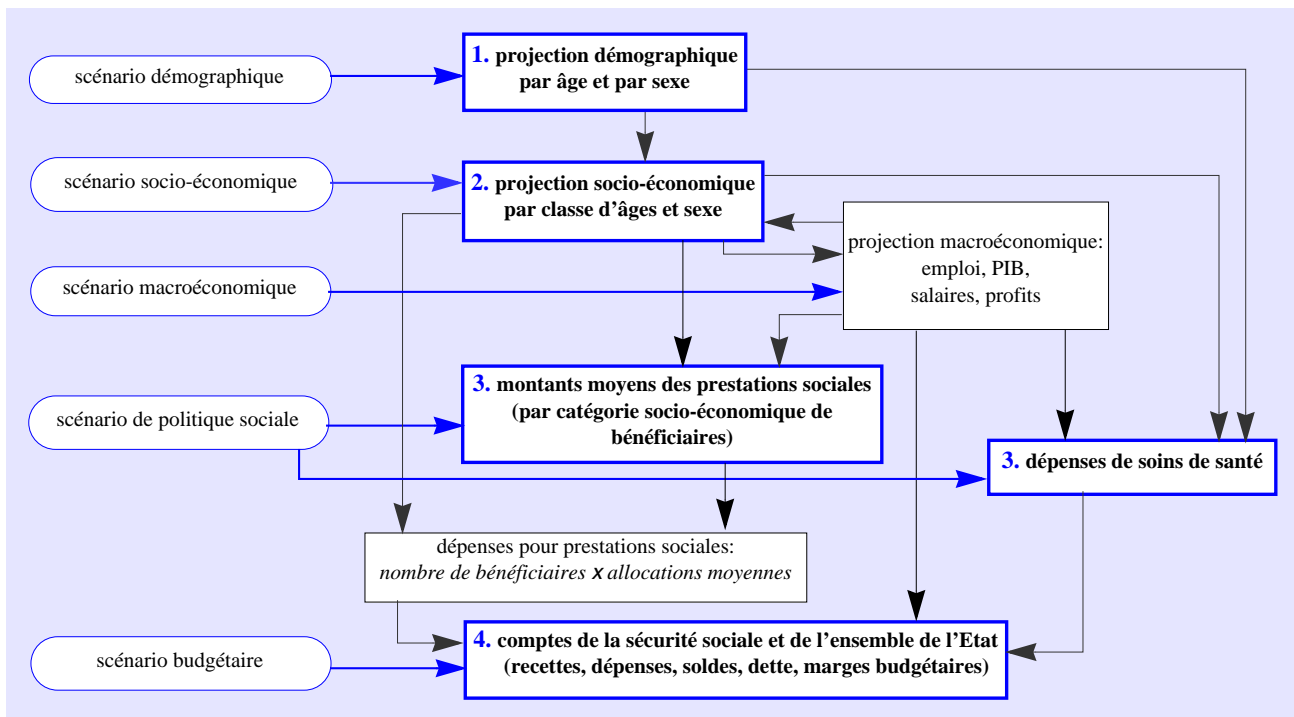 scénario démographique
1. projection démographique
par âge et par sexe
scénario socio-économique
2. projection socio-économique
par classe d’âges et sexe
projection macroéconomique:
emploi, PIB,
salaires, profits
scénario macroéconomique
3. montants moyens des prestations sociales
(par catégorie socio-économique de
bénéficiaires)
scénario de politique sociale
3. dépenses de soins de santé
dépenses pour prestations sociales:
nombre de bénéficiaires x allocations moyennes
4. comptes de la sécurité sociale et de l’ensemble de l’Etat
(recettes, dépenses, soldes, dette, marges budgétaires)
scénario budgétaire